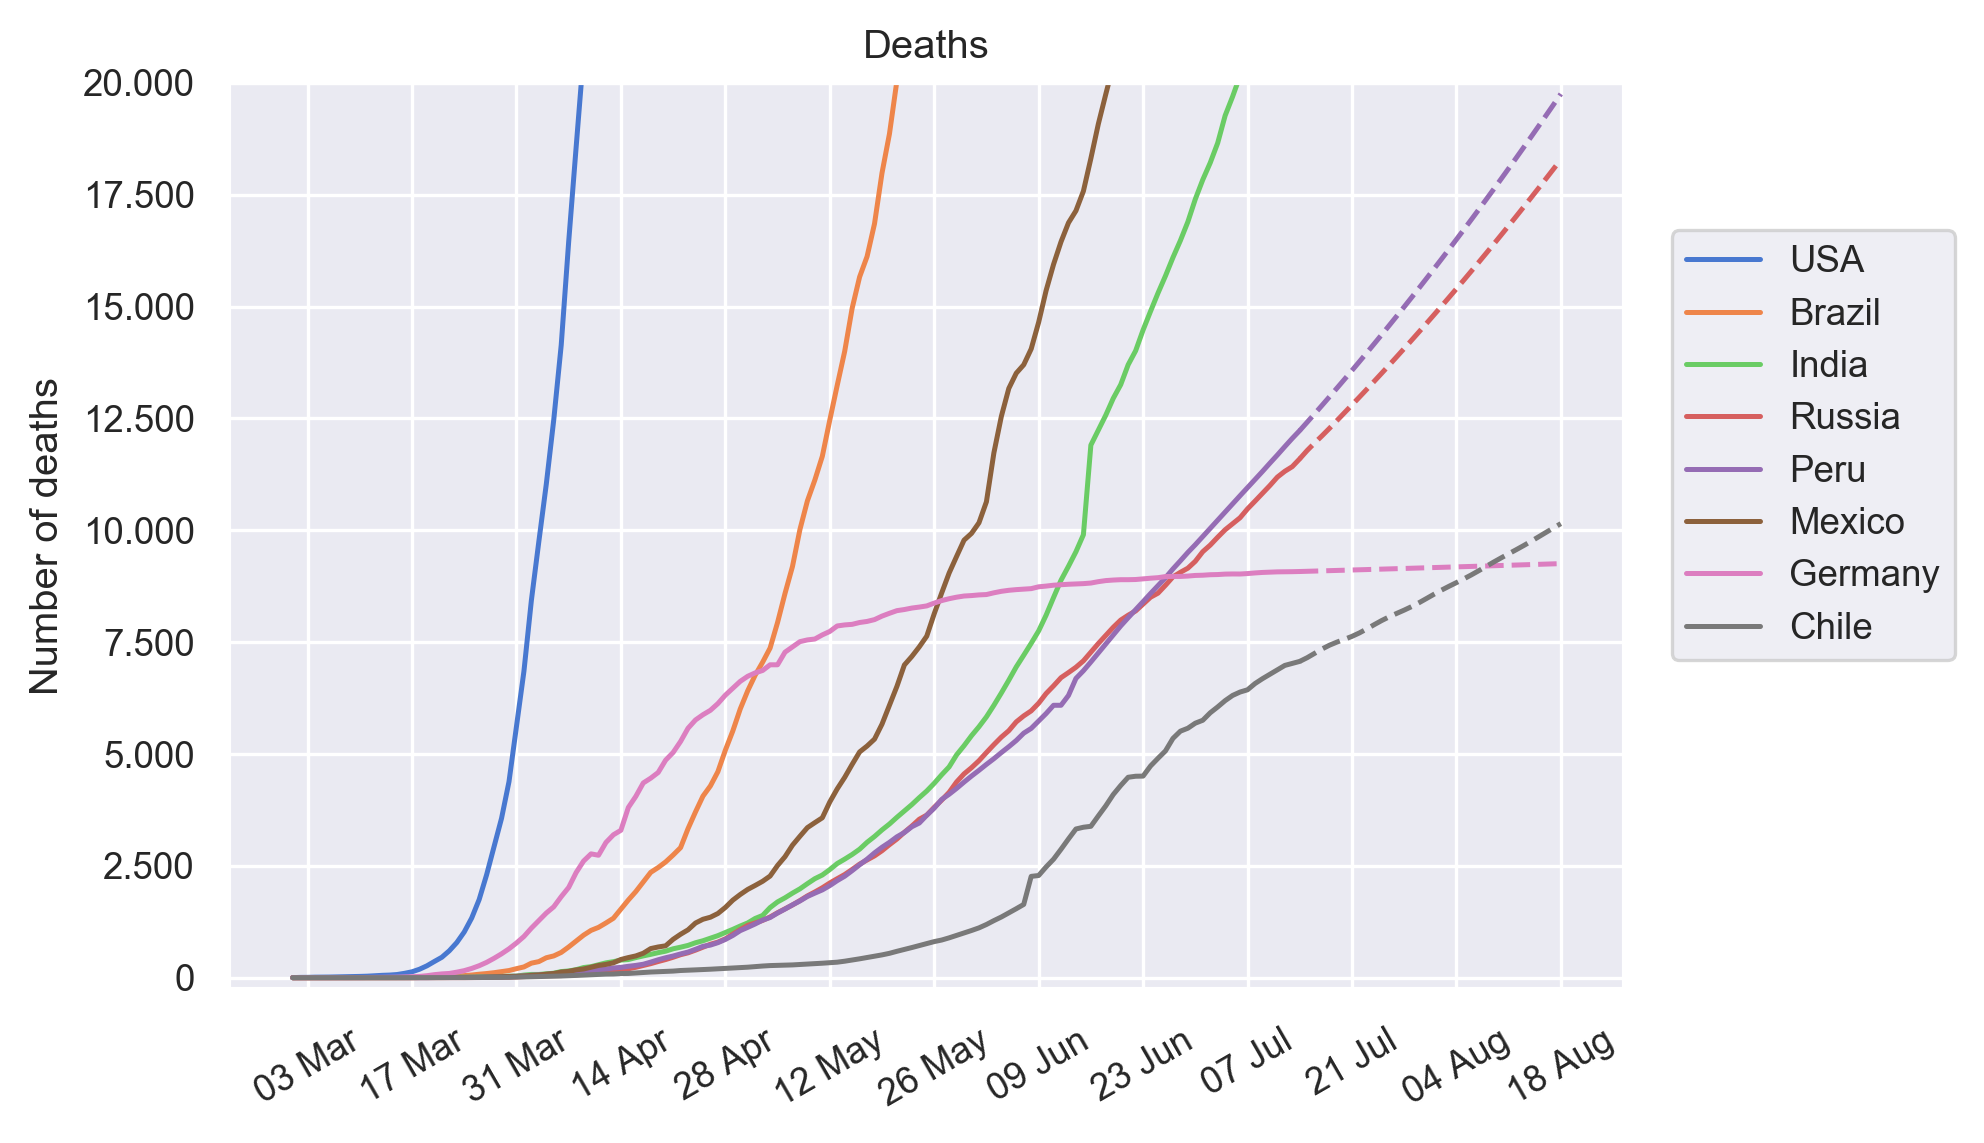 Deaths
20.000
17.500
15.000
12.500
10.000
7.500
5.000
2.500
0
Number of deaths
03 Mar
17 Mar
31 Mar
14 Apr
28 Apr
12 May
26 May
09 Jun
23 Jun
07 Jul
21 Jul
04 Aug
18 Aug
USA
Brazil
India
Russia
Peru
Mexico
Germany
Chile